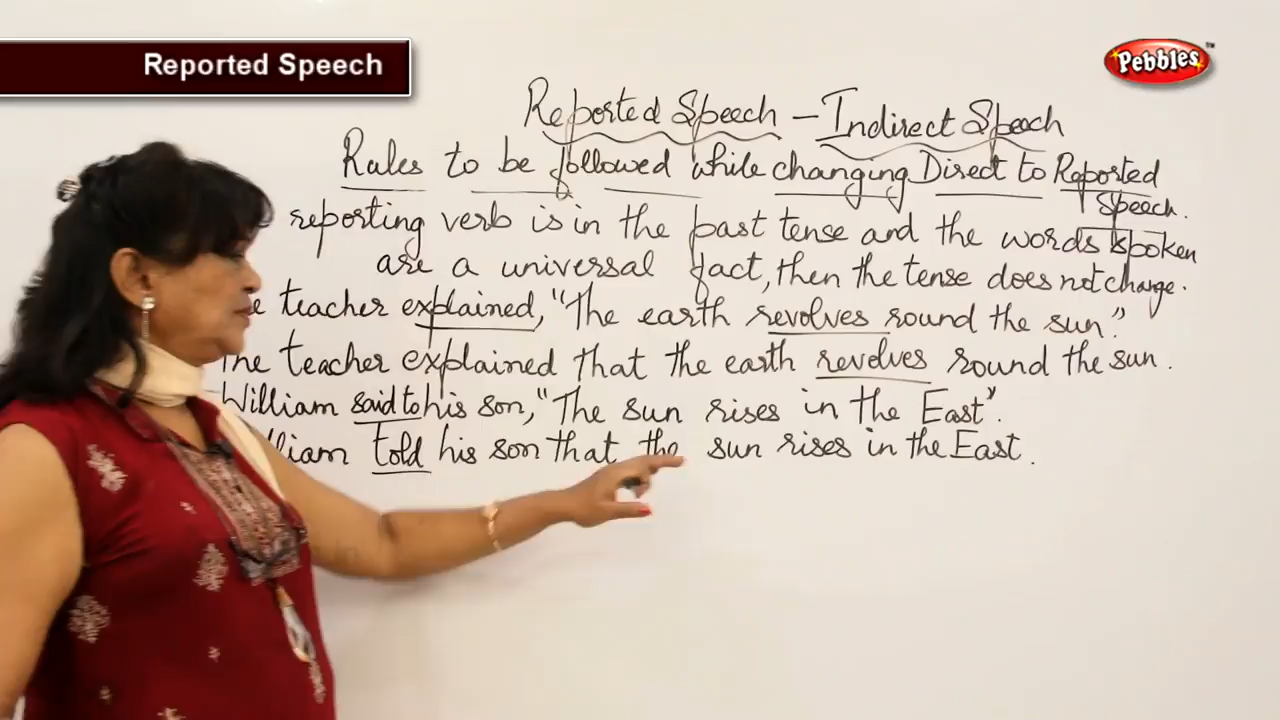 Reported Speech
Pebbles™
Reported Speech – Indirect Speech
Rules to be followed while changing Direct to Reported
Speech.
reporting verb is in the past tense and the words spoken
are a universal fact, then the tense does not change.
teacher explained, "The earth revolves round the sun."
The teacher explained that the earth revolves round the sun.
William said to his son, "The sun rises in the East".
told his son that the sun rises in the East.